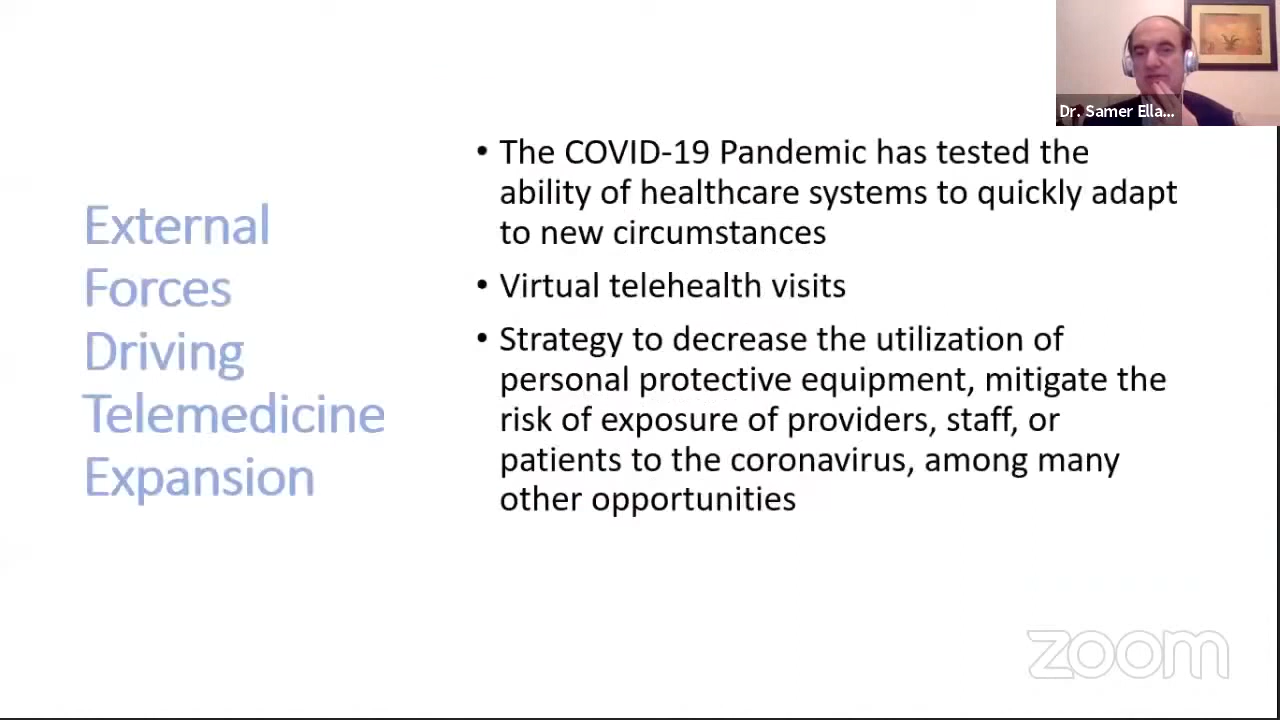 Dr. Samer Ella...
External
Forces
Driving
Telemedicine
Expansion
• The COVID-19 Pandemic has tested the
ability of healthcare systems to quickly adapt
to new circumstances
• Virtual telehealth visits
• Strategy to decrease the utilization of
personal protective equipment, mitigate the
risk of exposure of providers, staff, or
patients to the coronavirus, among many
other opportunities
zoom